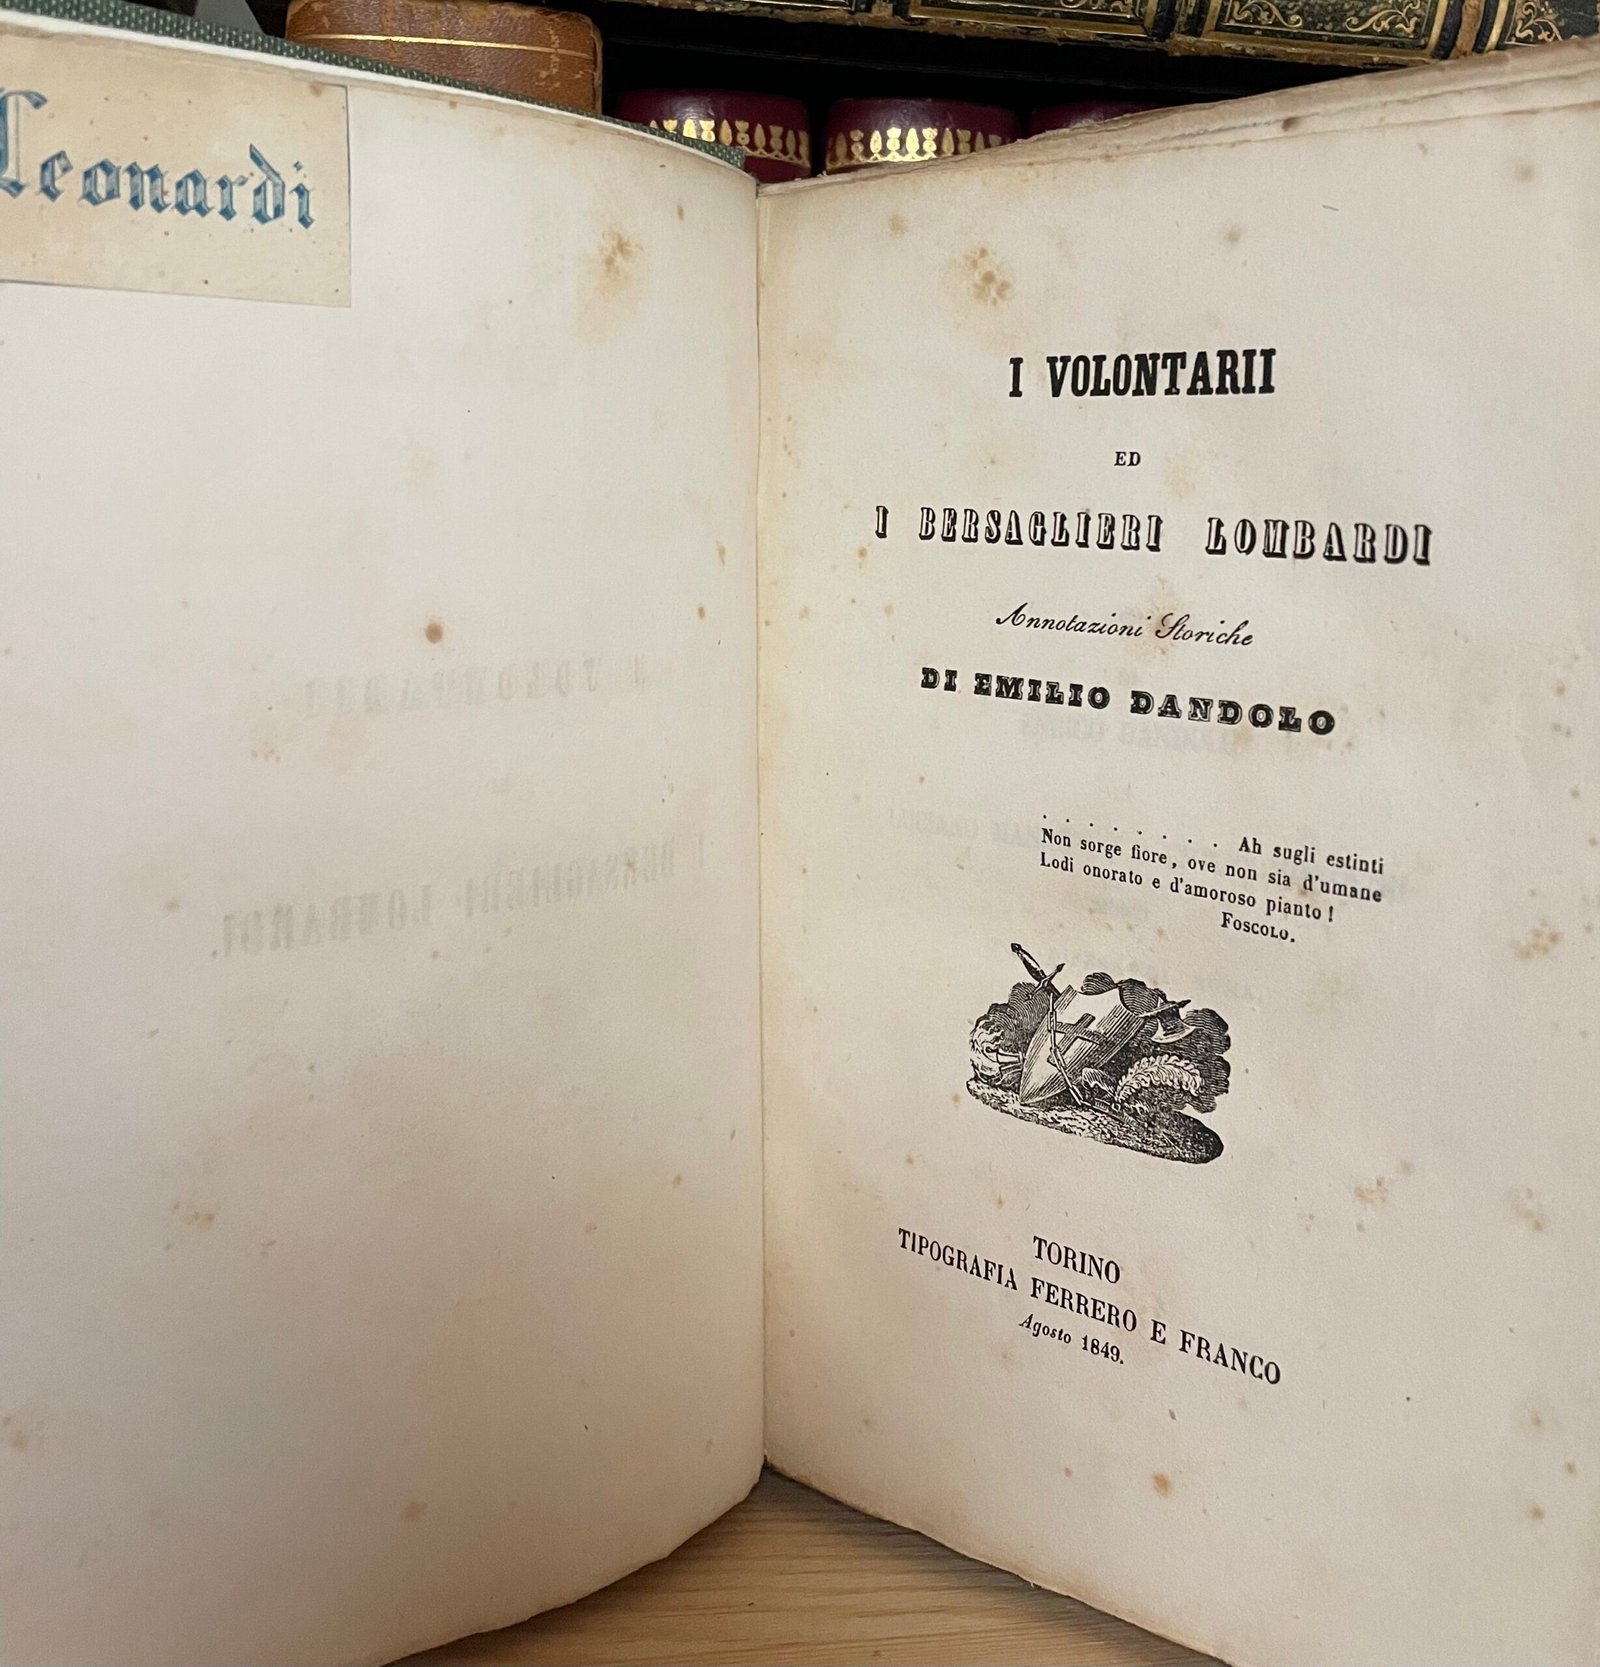 Leonardi
I VOLONTARII
ED
I BERSAGLIERI LOMBARDI
Annotazioni Storiche
DI EMILIO DANDOLO
. . . . . . . . Ah sugli estinti
Non sorge fiore, ove non sia d'umane
Lodi onorato e d'amoroso pianto!
FOSCOLO.
TORINO
TIPOGRAFIA FERRERO E FRANCO
Agosto 1849.